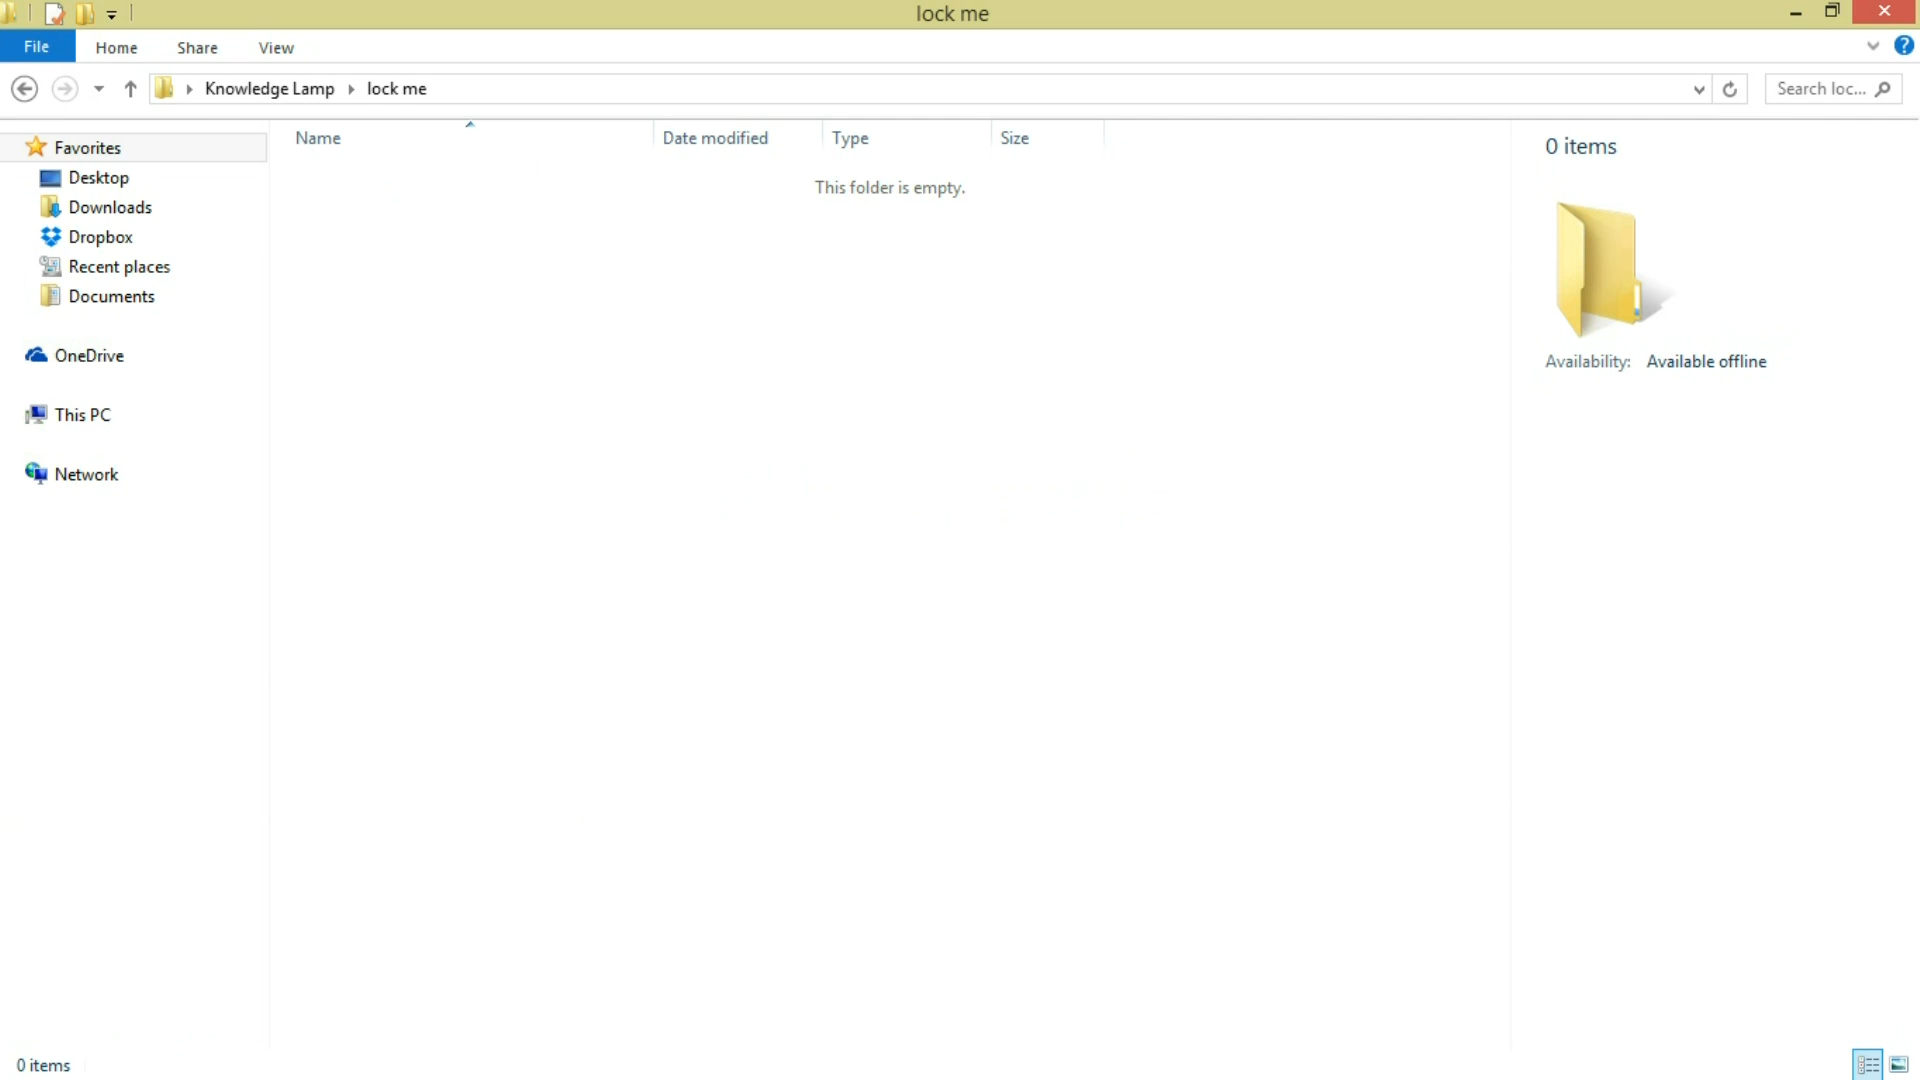 lock me
File Home Share View
Knowledge Lamp lock me
Search loc...
Name Date modified Type Size
This folder is empty.
Favorites
Desktop
Downloads
Dropbox
Recent places
Documents
OneDrive
This PC
Network
0 items
Availability: Available offline
0 items